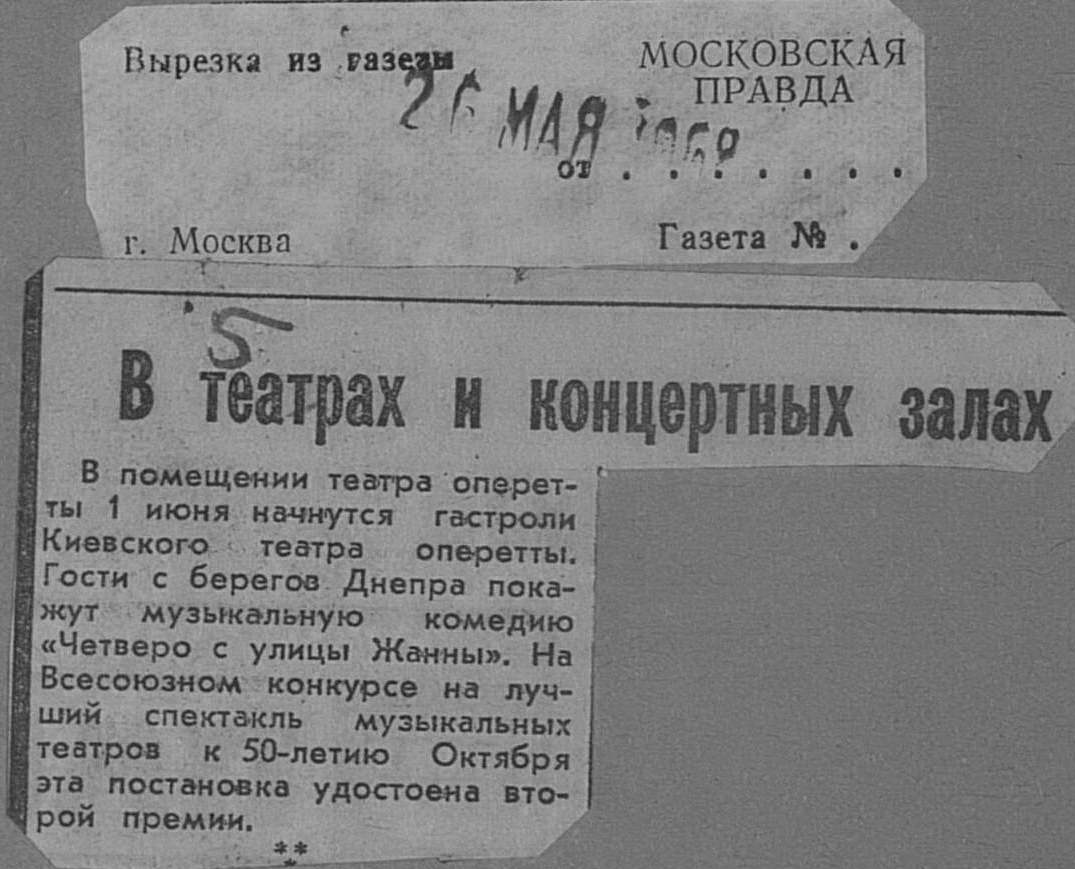 Вырезка из газеты
МОСКОВСКАЯ
ПРАВДА
26 МАЯ 1968
от . . . . . . .
г. Москва
Газета № .
5
В театрах и концертных залах
В помещении театра оперет-
ты 1 июня начнутся гастроли
Киевского театра оперетты.
Гости с берегов Днепра пока-
жут музыкальную комедию
«Четверо с улицы Жанны». На
Всесоюзном конкурсе на луч-
ший спектакль музыкальных
театров к 50-летию Октября
эта постановка удостоена вто-
рой премии.
***